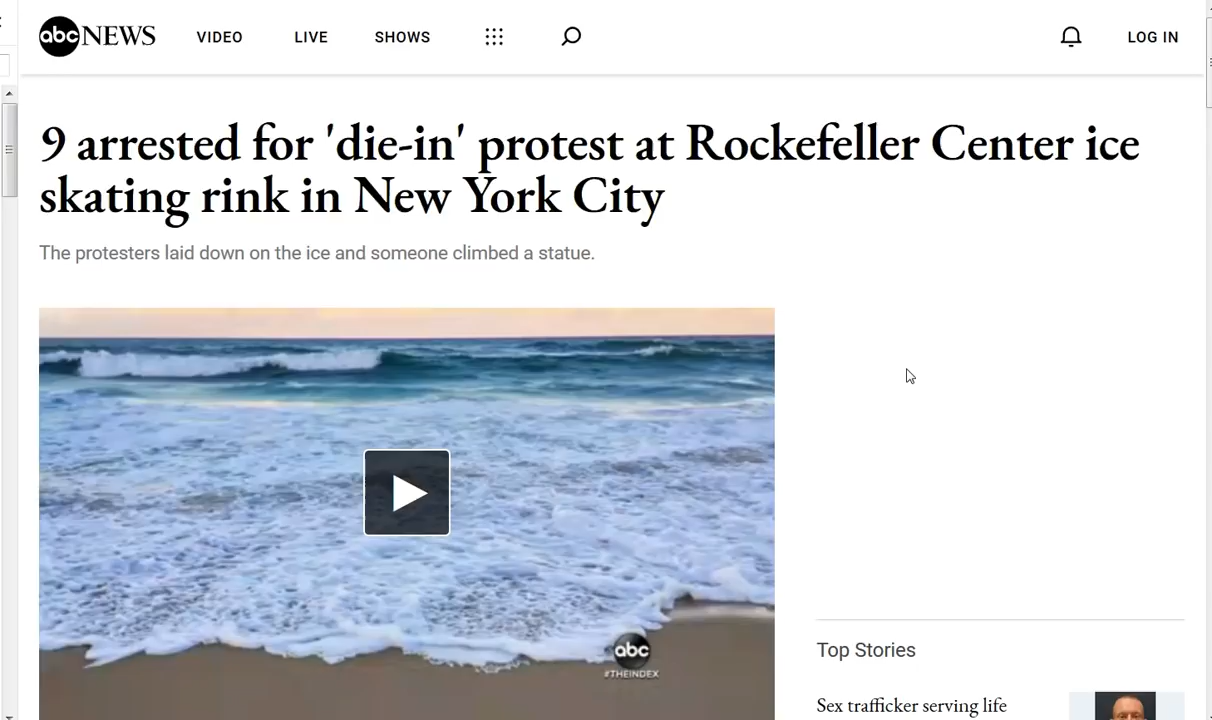 abc NEWS VIDEO LIVE SHOWS LOG IN
9 arrested for 'die-in' protest at Rockefeller Center ice
skating rink in New York City
The protesters laid down on the ice and someone climbed a statue.
abc
#THEINDEX
Top Stories
Sex trafficker serving life